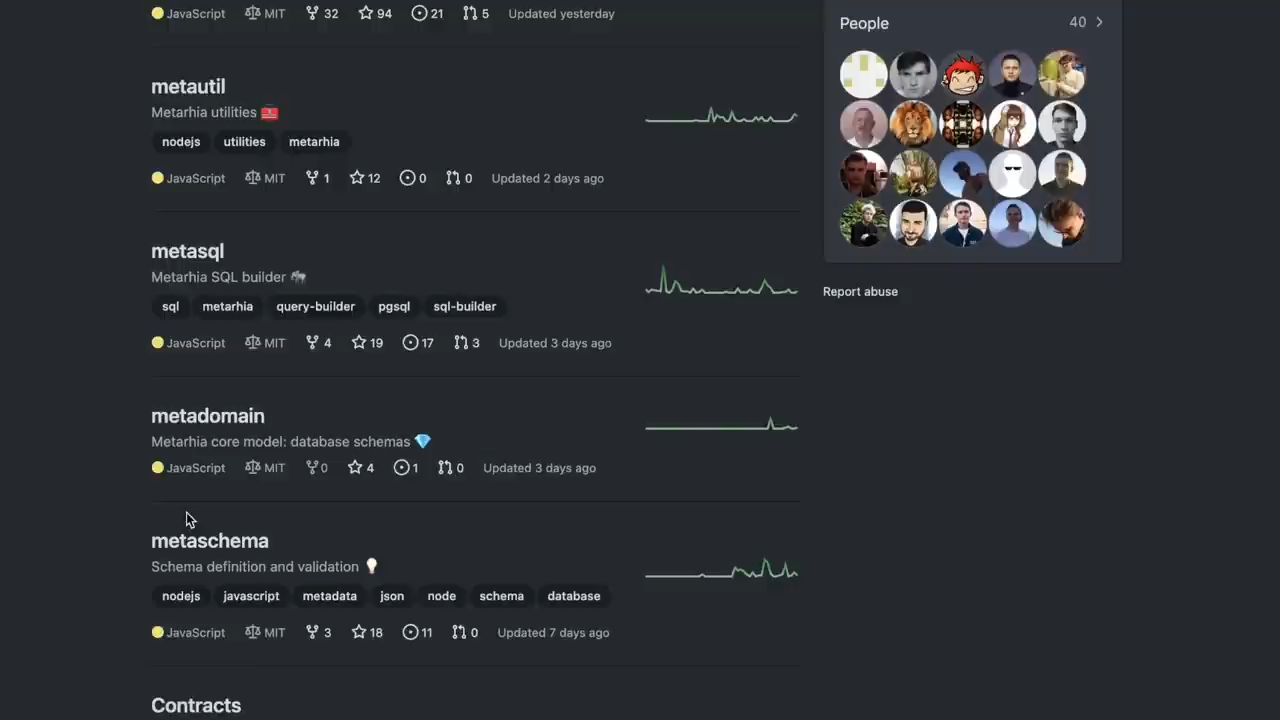 JavaScript MIT 32 94 21 5 Updated yesterday
metautil
Metarhia utilities 🧰
nodejs utilities metarhia
JavaScript MIT 1 12 0 0 Updated 2 days ago
metasql
Metarhia SQL builder
sql metarhia query-builder pgsql sql-builder
JavaScript MIT 4 19 17 3 Updated 3 days ago
metadomain
Metarhia core model: database schemas 💎
JavaScript MIT 0 4 1 0 Updated 3 days ago
metaschema
Schema definition and validation 💡
nodejs javascript metadata json node schema database
JavaScript MIT 3 18 11 0 Updated 7 days ago
Contracts
People 40
Report abuse